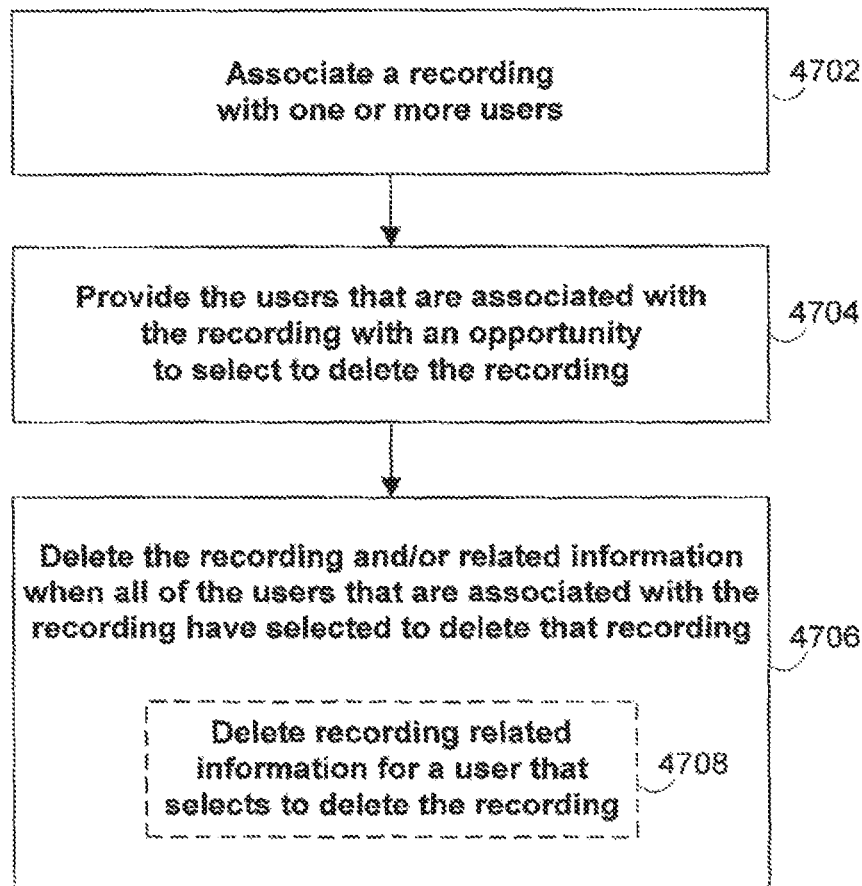 Associate a recording
with one or more users
4702
Provide the users that are associated with
the recording with an opportunity
to select to delete the recording
4704
Delete the recording and/or related information
when all of the users that are associated with the
recording have selected to delete that recording
4706
Delete recording related
information for a user that
selects to delete the recording
4708